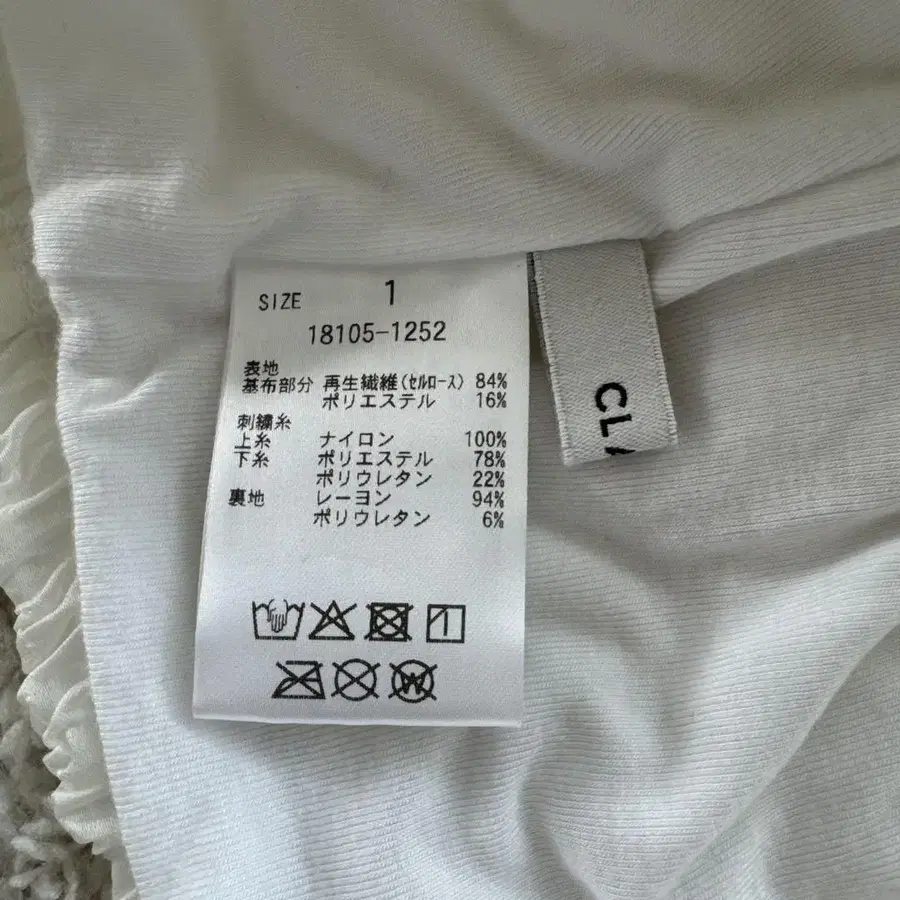 SIZE 1
18105-1252
表地
基布部分 再生繊維(セルロース) 84%
ポリエステル 16%
刺繍糸
上糸 ナイロン 100%
下糸 ポリエステル 78%
ポリウレタン 22%
裏地 レーヨン 94%
ポリウレタン 6%
W
CL